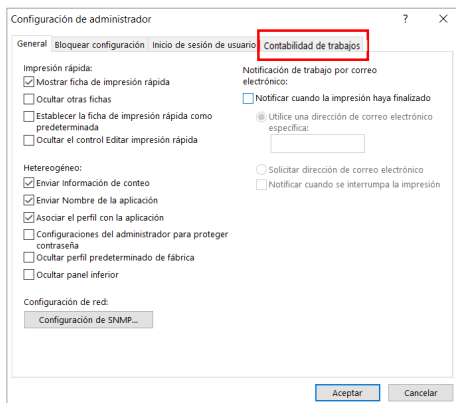 Configuración de administrador
General Bloquear configuración Inicio de sesión de usuario Contabilidad de trabajos
Impresión rápida:
Mostrar ficha de impresión rápida
Ocultar otras fichas
Establecer la ficha de impresión rápida como
predeterminada
Ocultar el control Editar impresión rápida
Hetereogéneo:
Enviar Información de conteo
Enviar Nombre de la aplicación
Asociar el perfil con la aplicación
Configuraciones del administrador para proteger
contraseña
Ocultar perfil predeterminado de fábrica
Ocultar panel inferior
Configuración de red:
Configuración de SNMP...
Notificación de trabajo por correo
electrónico:
Notificar cuando la impresión haya finalizado
Utilice una dirección de correo electrónico
específica:
Solicitar dirección de correo electrónico
Notificar cuando se interrumpa la impresión
Aceptar Cancelar